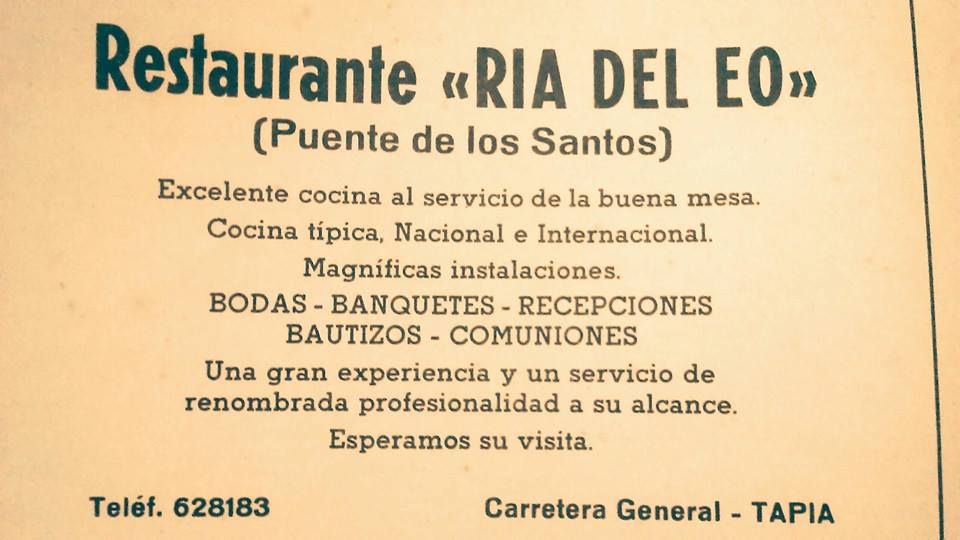 Restaurante «RIA DEL EO»
(Puente de los Santos)
Excelente cocina al servicio de la buena mesa.
Cocina típica, Nacional e Internacional.
Magníficas instalaciones.
BODAS - BANQUETES - RECEPCIONES
BAUTIZOS - COMUNIONES
Una gran experiencia y un servicio de
renombrada profesionalidad a su alcance.
Esperamos su visita.
Teléf. 628183 Carretera General - TAPIA